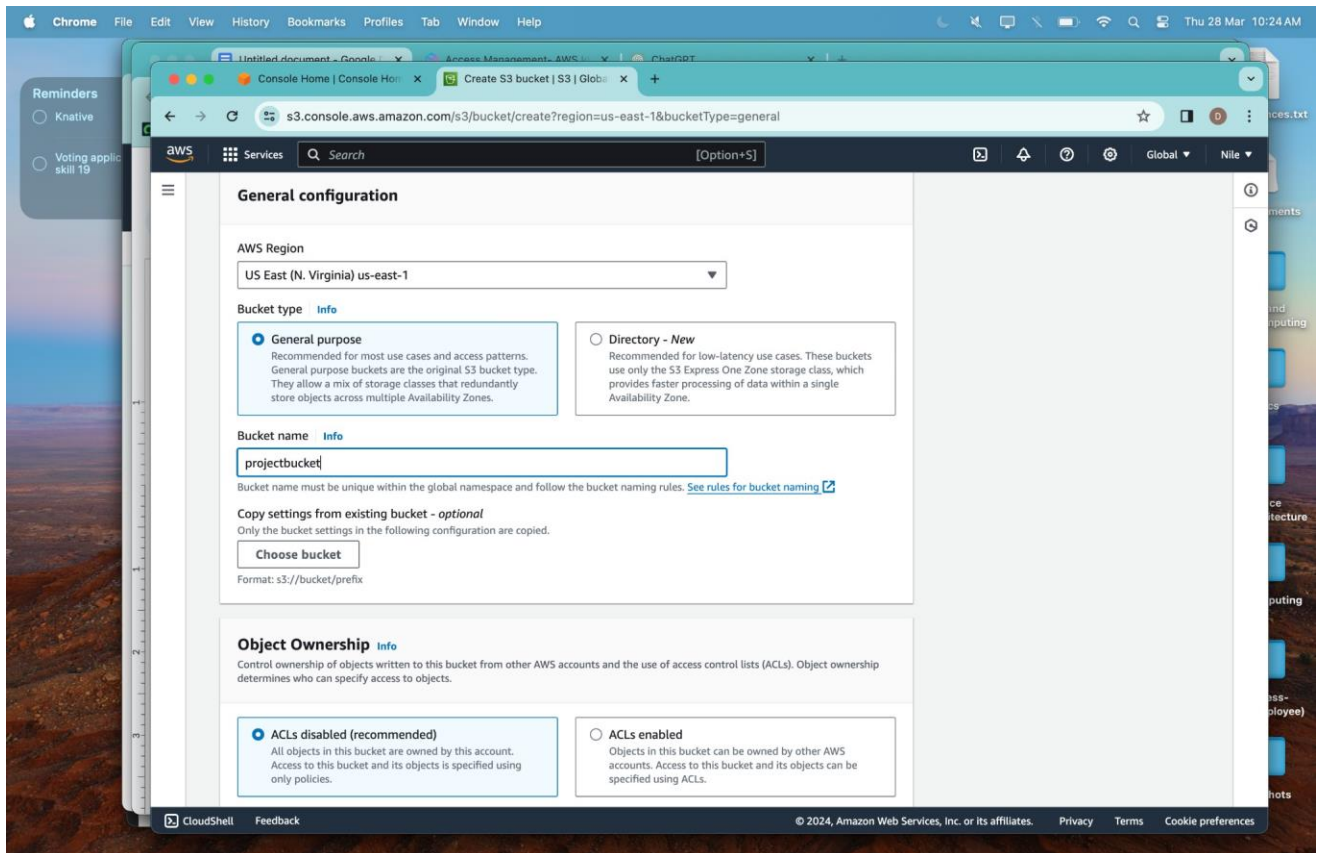 Chrome File Edit View History Bookmarks Profiles Tab Window Help Thu 28 Mar 10:24 AM
Untitled document - Google Access Management- AWS ChatGPT
Reminders
Console Home | Console Hom Create S3 bucket | S3 | Globa
Knative
s3.console.aws.amazon.com/s3/bucket/create?region=us-east-1&bucketType=general D
ces.txt
aws Services Search [Option+S] Global Nile
Voting applic
skill 19
General configuration
ments
AWS Region
US East (N. Virginia) us-east-1
Bucket type Info
and
nputing
General purpose
Recommended for most use cases and access patterns.
General purpose buckets are the original S3 bucket type.
They allow a mix of storage classes that redundantly
store objects across multiple Availability Zones.
Directory - New
Recommended for low-latency use cases. These buckets
use only the S3 Express One Zone storage class, which
provides faster processing of data within a single
Availability Zone.
cs
Bucket name Info
projectbucket
Bucket name must be unique within the global namespace and follow the bucket naming rules. See rules for bucket naming
Copy settings from existing bucket - optional
Only the bucket settings in the following configuration are copied.
ce
itecture
Choose bucket
Format: s3://bucket/prefix
puting
Object Ownership Info
Control ownership of objects written to this bucket from other AWS accounts and the use of access control lists (ACLs). Object ownership
determines who can specify access to objects.
ess-
ployee)
ACLs disabled (recommended)
All objects in this bucket are owned by this account.
Access to this bucket and its objects is specified using
only policies.
ACLs enabled
Objects in this bucket can be owned by other AWS
accounts. Access to this bucket and its objects can be
specified using ACLs.
hots
CloudShell Feedback © 2024, Amazon Web Services, Inc. or its affiliates. Privacy Terms Cookie preferences